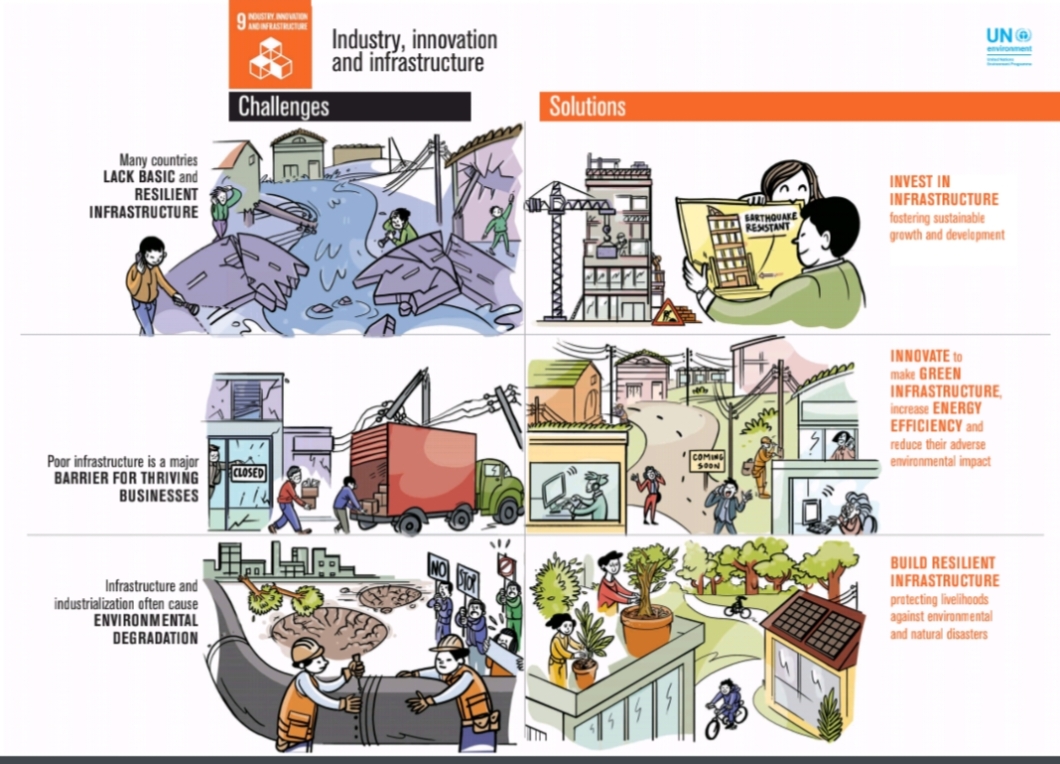 9 INDUSTRY, INNOVATION
AND INFRASTRUCTURE
Industry, innovation
and infrastructure
UN
environment
United Nations
Environment Programme
Challenges
Solutions
Many countries
LACK BASIC and
RESILIENT
INFRASTRUCTURE
EARTHQUAKE
RESISTANT
INVEST IN
INFRASTRUCTURE
fostering sustainable
growth and development
Poor infrastructure is a major
BARRIER FOR THRIVING
BUSINESSES
CLOSED
COMING
SOON
INNOVATE to
make GREEN
INFRASTRUCTURE,
increase ENERGY
EFFICIENCY and
reduce their adverse
environmental impact
Infrastructure and
industrialization often cause
ENVIRONMENTAL
DEGRADATION
NO
STOP
BUILD RESILIENT
INFRASTRUCTURE
protecting livelihoods
against environmental
and natural disasters